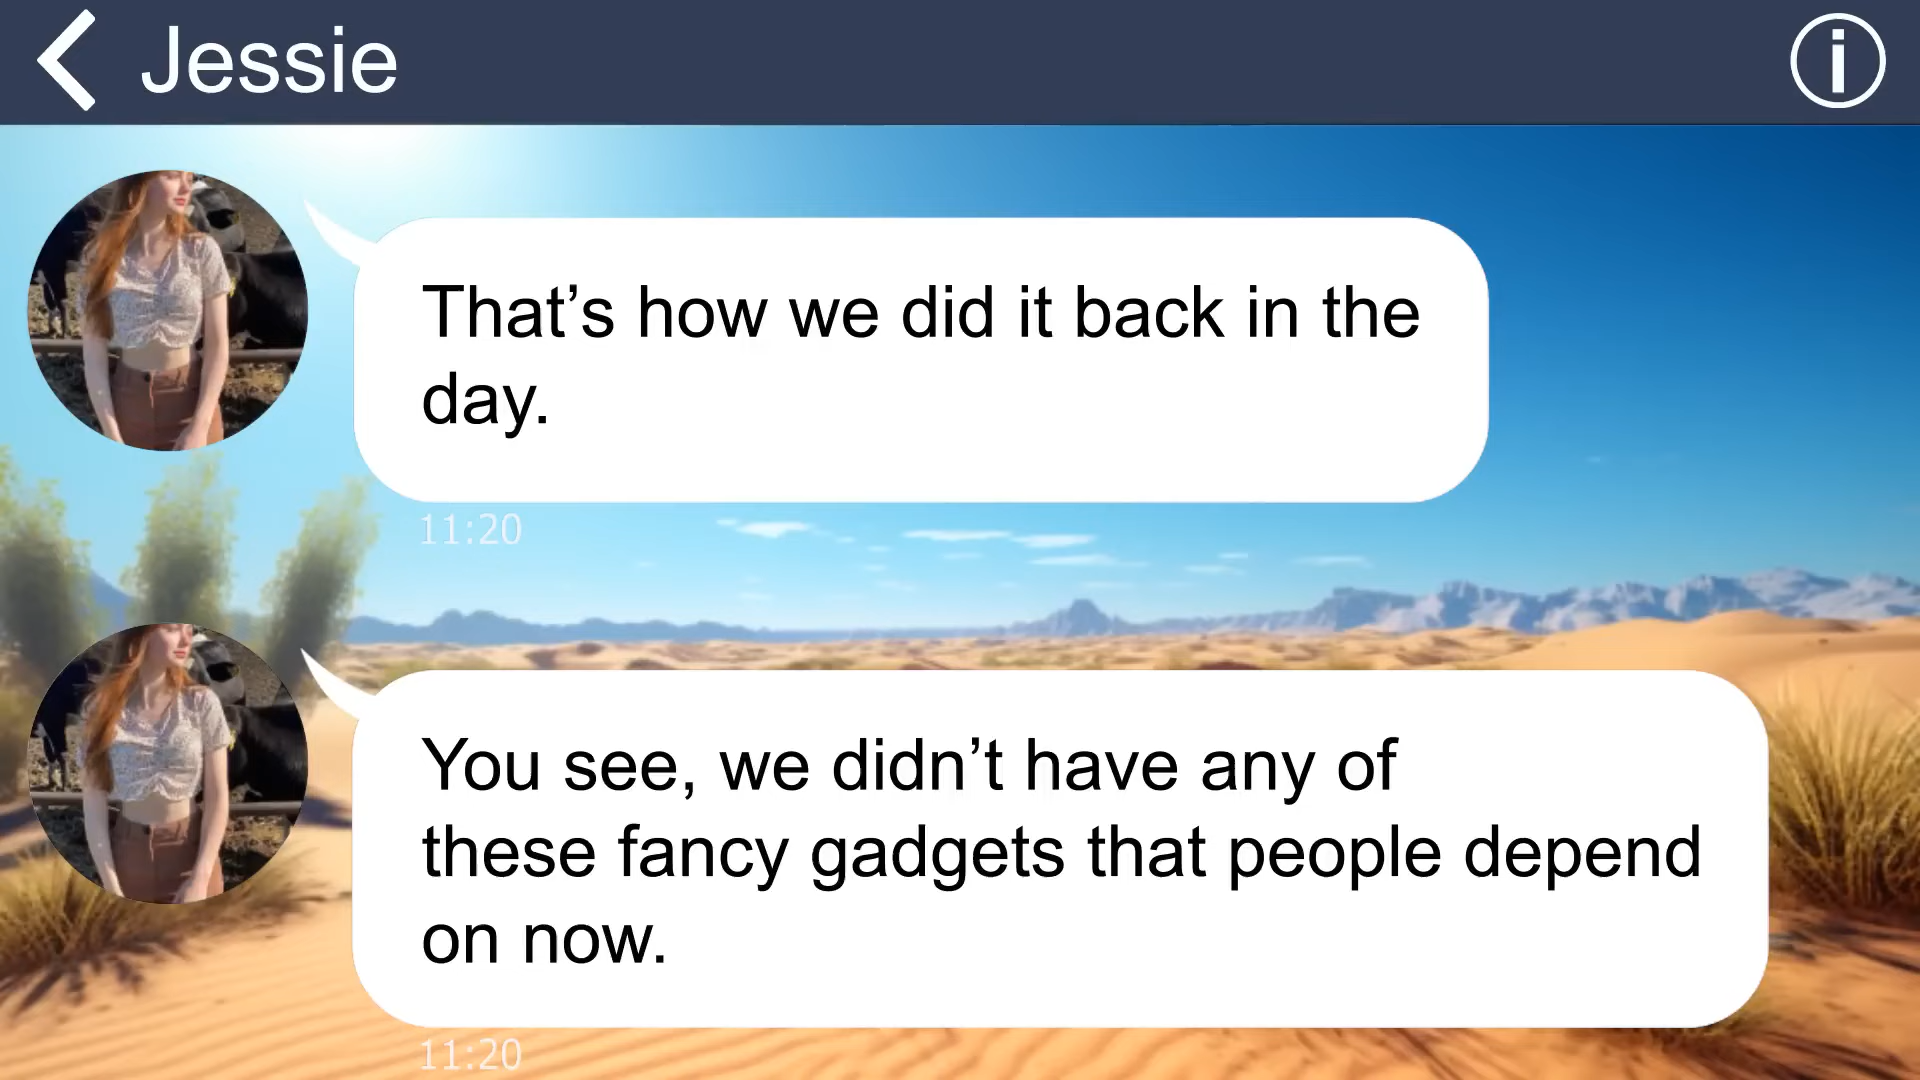 Jessie
That’s how we did it back in the
day.
11:20
You see, we didn’t have any of
these fancy gadgets that people depend
on now.
11:20